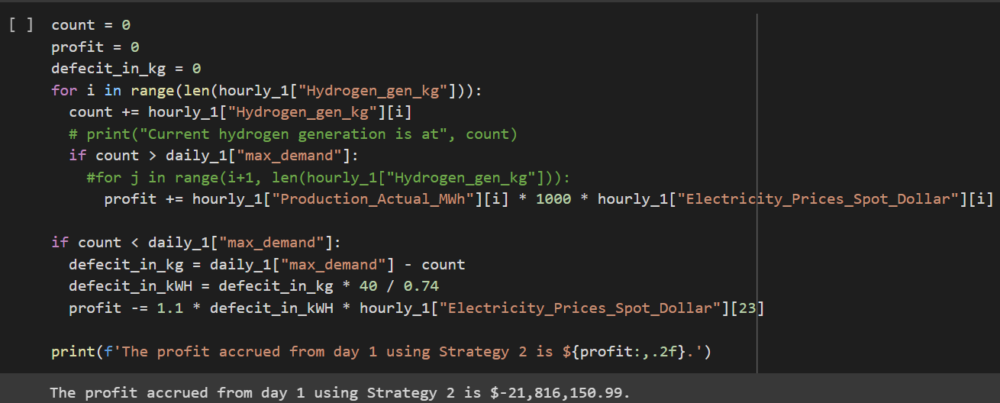 [ ] count = 0
profit = 0
defecit_in_kg = 0
for i in range(len(hourly_1["Hydrogen_gen_kg"])):
count += hourly_1["Hydrogen_gen_kg"][i]
# print("Current hydrogen generation is at", count)
if count > daily_1["max_demand"]:
#for j in range(i+1, len(hourly_1["Hydrogen_gen_kg"])):
profit += hourly_1["Production_Actual_MWh"][i] * 1000 * hourly_1["Electricity_Prices_Spot_Dollar"][i]
if count < daily_1["max_demand"]:
defecit_in_kg = daily_1["max_demand"] - count
defecit_in_kWH = defecit_in_kg * 40 / 0.74
profit -= 1.1 * defecit_in_kWH * hourly_1["Electricity_Prices_Spot_Dollar"][23]
print(f'The profit accrued from day 1 using Strategy 2 is ${profit:,.2f}.')
The profit accrued from day 1 using Strategy 2 is $-21,816,150.99.